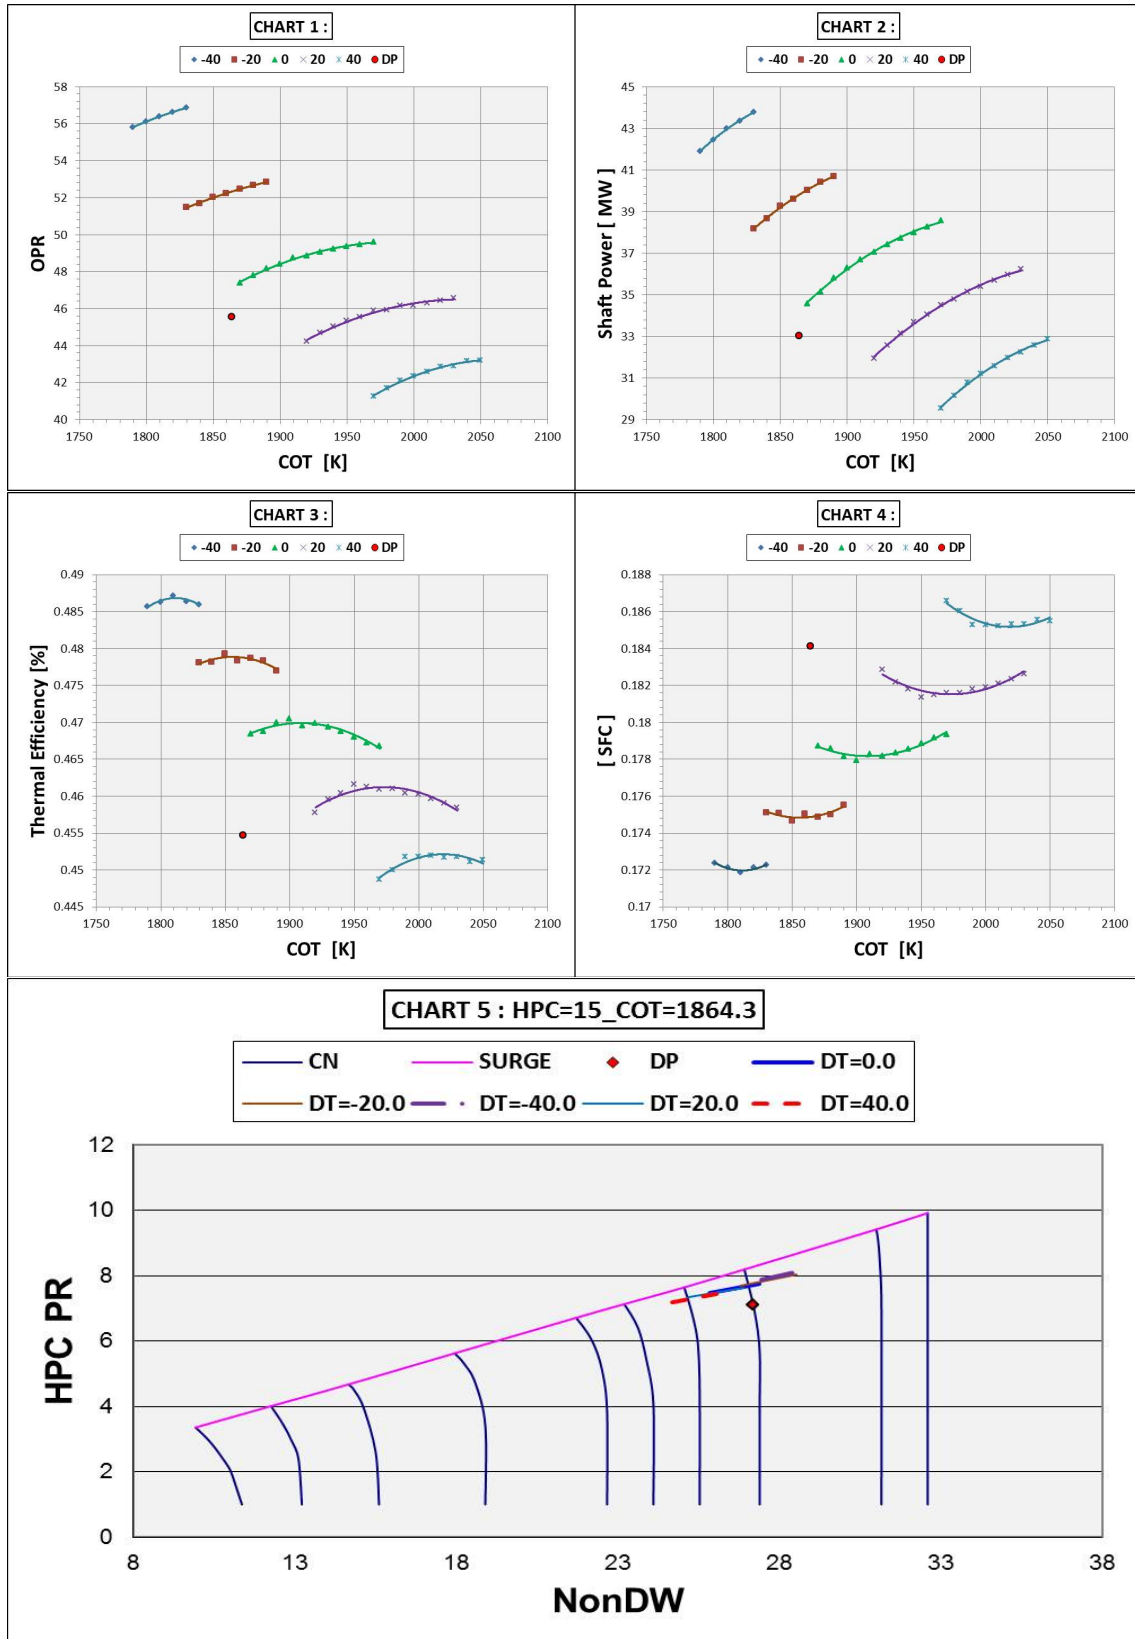 CHART 1 :
-40 -20 0 20 40 DP
58
56
54
52
50
48
46
44
42
40
OPR
1750 1800 1850 1900 1950 2000 2050 2100
COT [K]
CHART 2 :
-40 -20 0 20 40 DP
45
43
41
39
37
35
33
31
29
Shaft Power [ MW]
1750 1800 1850 1900 1950 2000 2050 2100
COT [K]
CHART 3 :
-40 -20 0 20 40 DP
0.49
0.485
0.48
0.475
0.47
0.465
0.46
0.455
0.45
0.445
Thermal Efficiency [%]
1750 1800 1850 1900 1950 2000 2050 2100
COT [K]
CHART 4 :
-40 -20 0 20 40 DP
0.188
0.186
0.184
0.182
0.18
0.178
0.176
0.174
0.172
0.17
[ SFC ]
1750 1800 1850 1900 1950 2000 2050 2100
COT [K]
CHART 5 : HPC=15_COT=1864.3
CN SURGE DP DT=0.0
DT=-20.0 DT=-40.0 DT=20.0 DT=40.0
12
10
8
6
4
2
0
HPC PR
8 13 18 23 28 33 38
NonDW